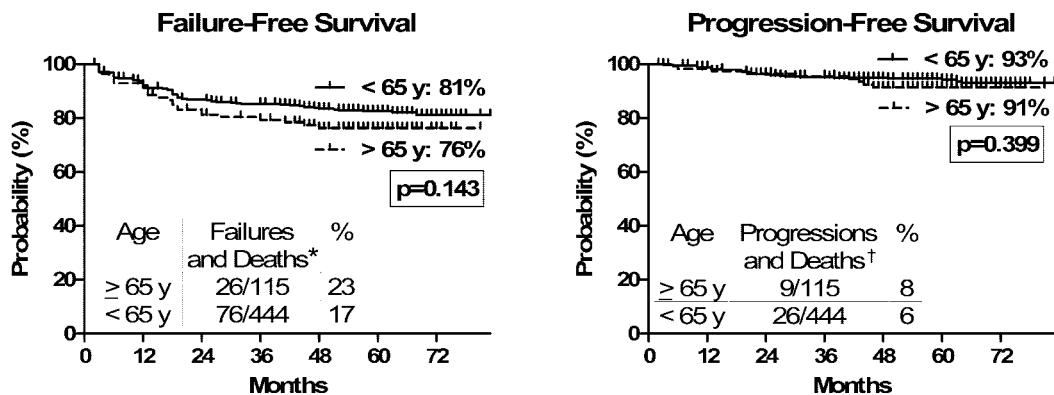 Failure-Free Survival
Probability (%)
100
80
60
40
20
0
< 65 y: 81%
> 65 y: 76%
p=0.143
Age Failures %
and Deaths*
≥ 65 y 26/115 23
< 65 y 76/444 17
0 12 24 36 48 60 72
Months
Progression-Free Survival
Probability (%)
100
80
60
40
20
0
< 65 y: 93%
> 65 y: 91%
p=0.399
Age Progressions %
and Deaths†
≥ 65 y 9/115 8
< 65 y 26/444 6
0 12 24 36 48 60 72
Months